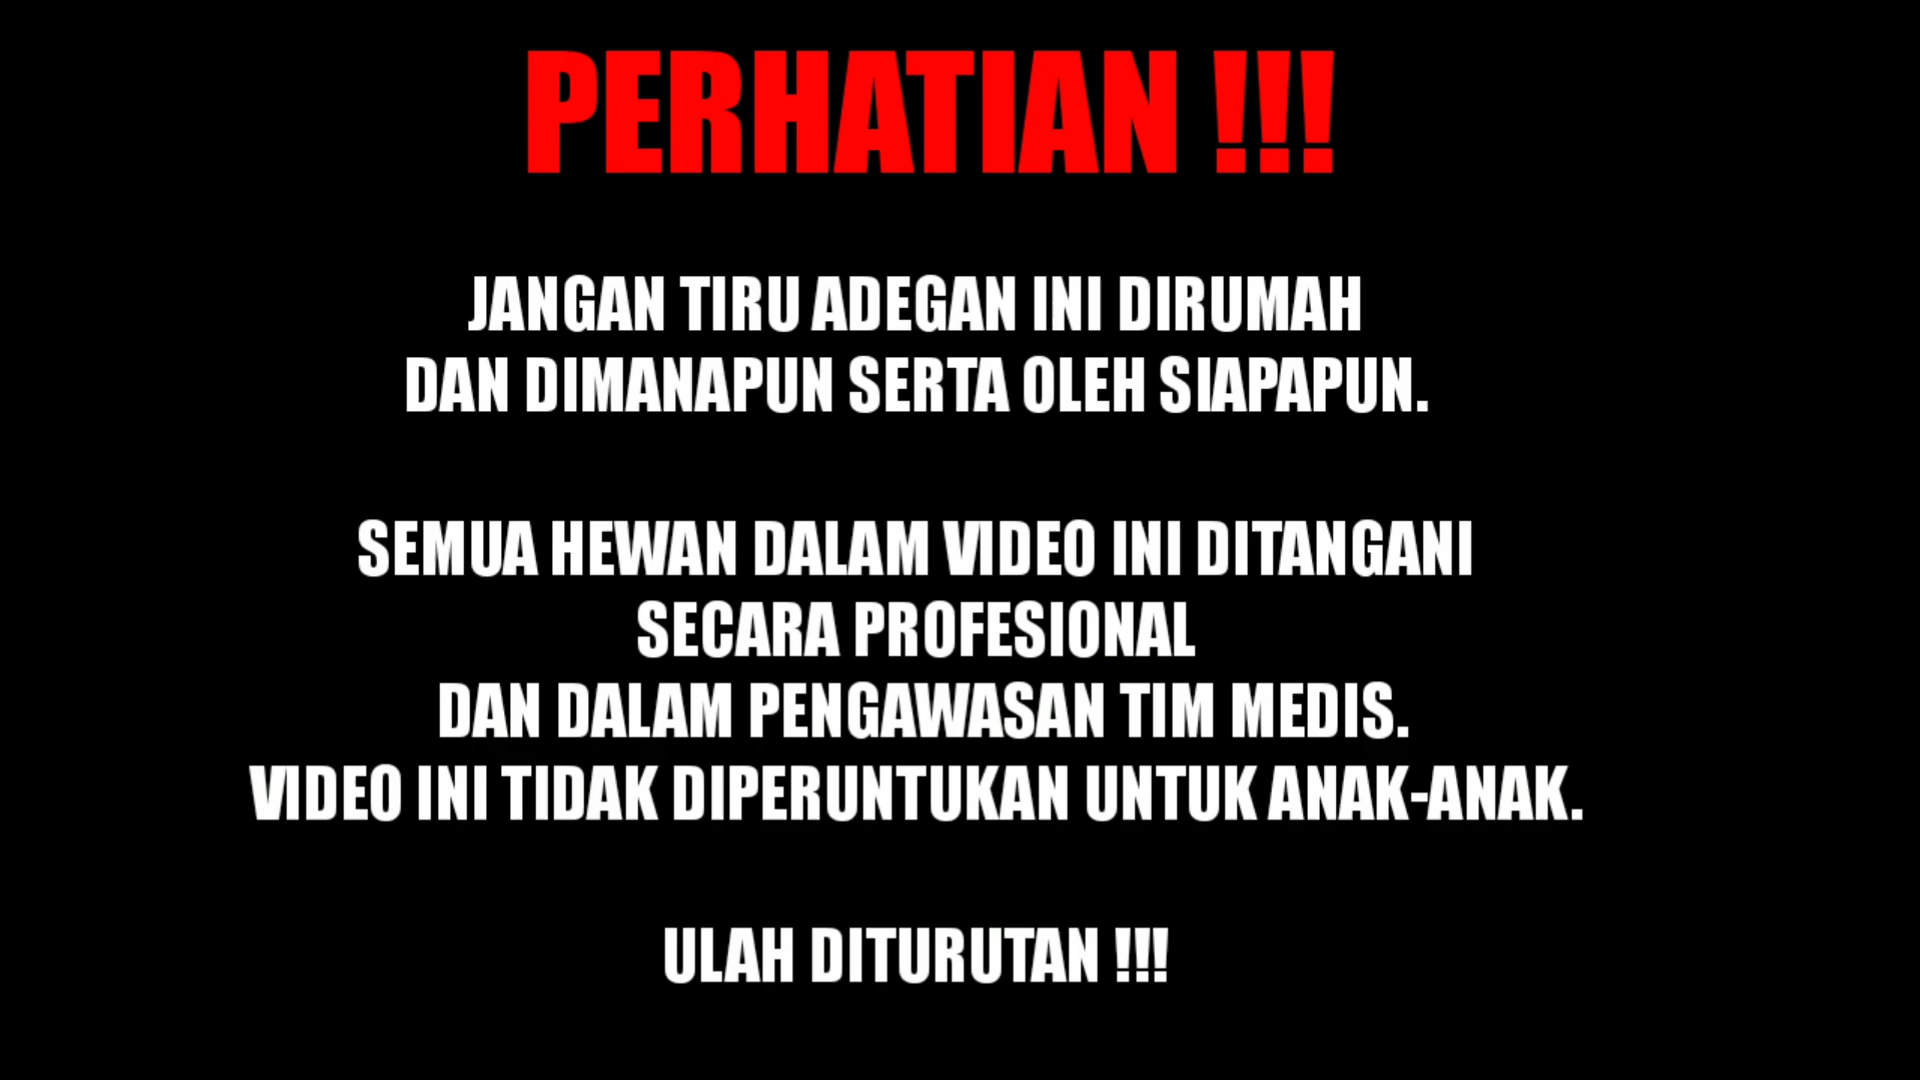 PERHATIAN !!!
JANGAN TIRU ADEGAN INI DIRUMAH
DAN DIMANAPUN SERTA OLEH SIAPAPUN.
SEMUA HEWAN DALAM VIDEO INI DITANGANI
SECARA PROFESIONAL
DAN DALAM PENGAWASAN TIM MEDIS.
VIDEO INI TIDAK DIPERUNTUKAN UNTUK ANAK-ANAK.
ULAH DITURUTAN !!!